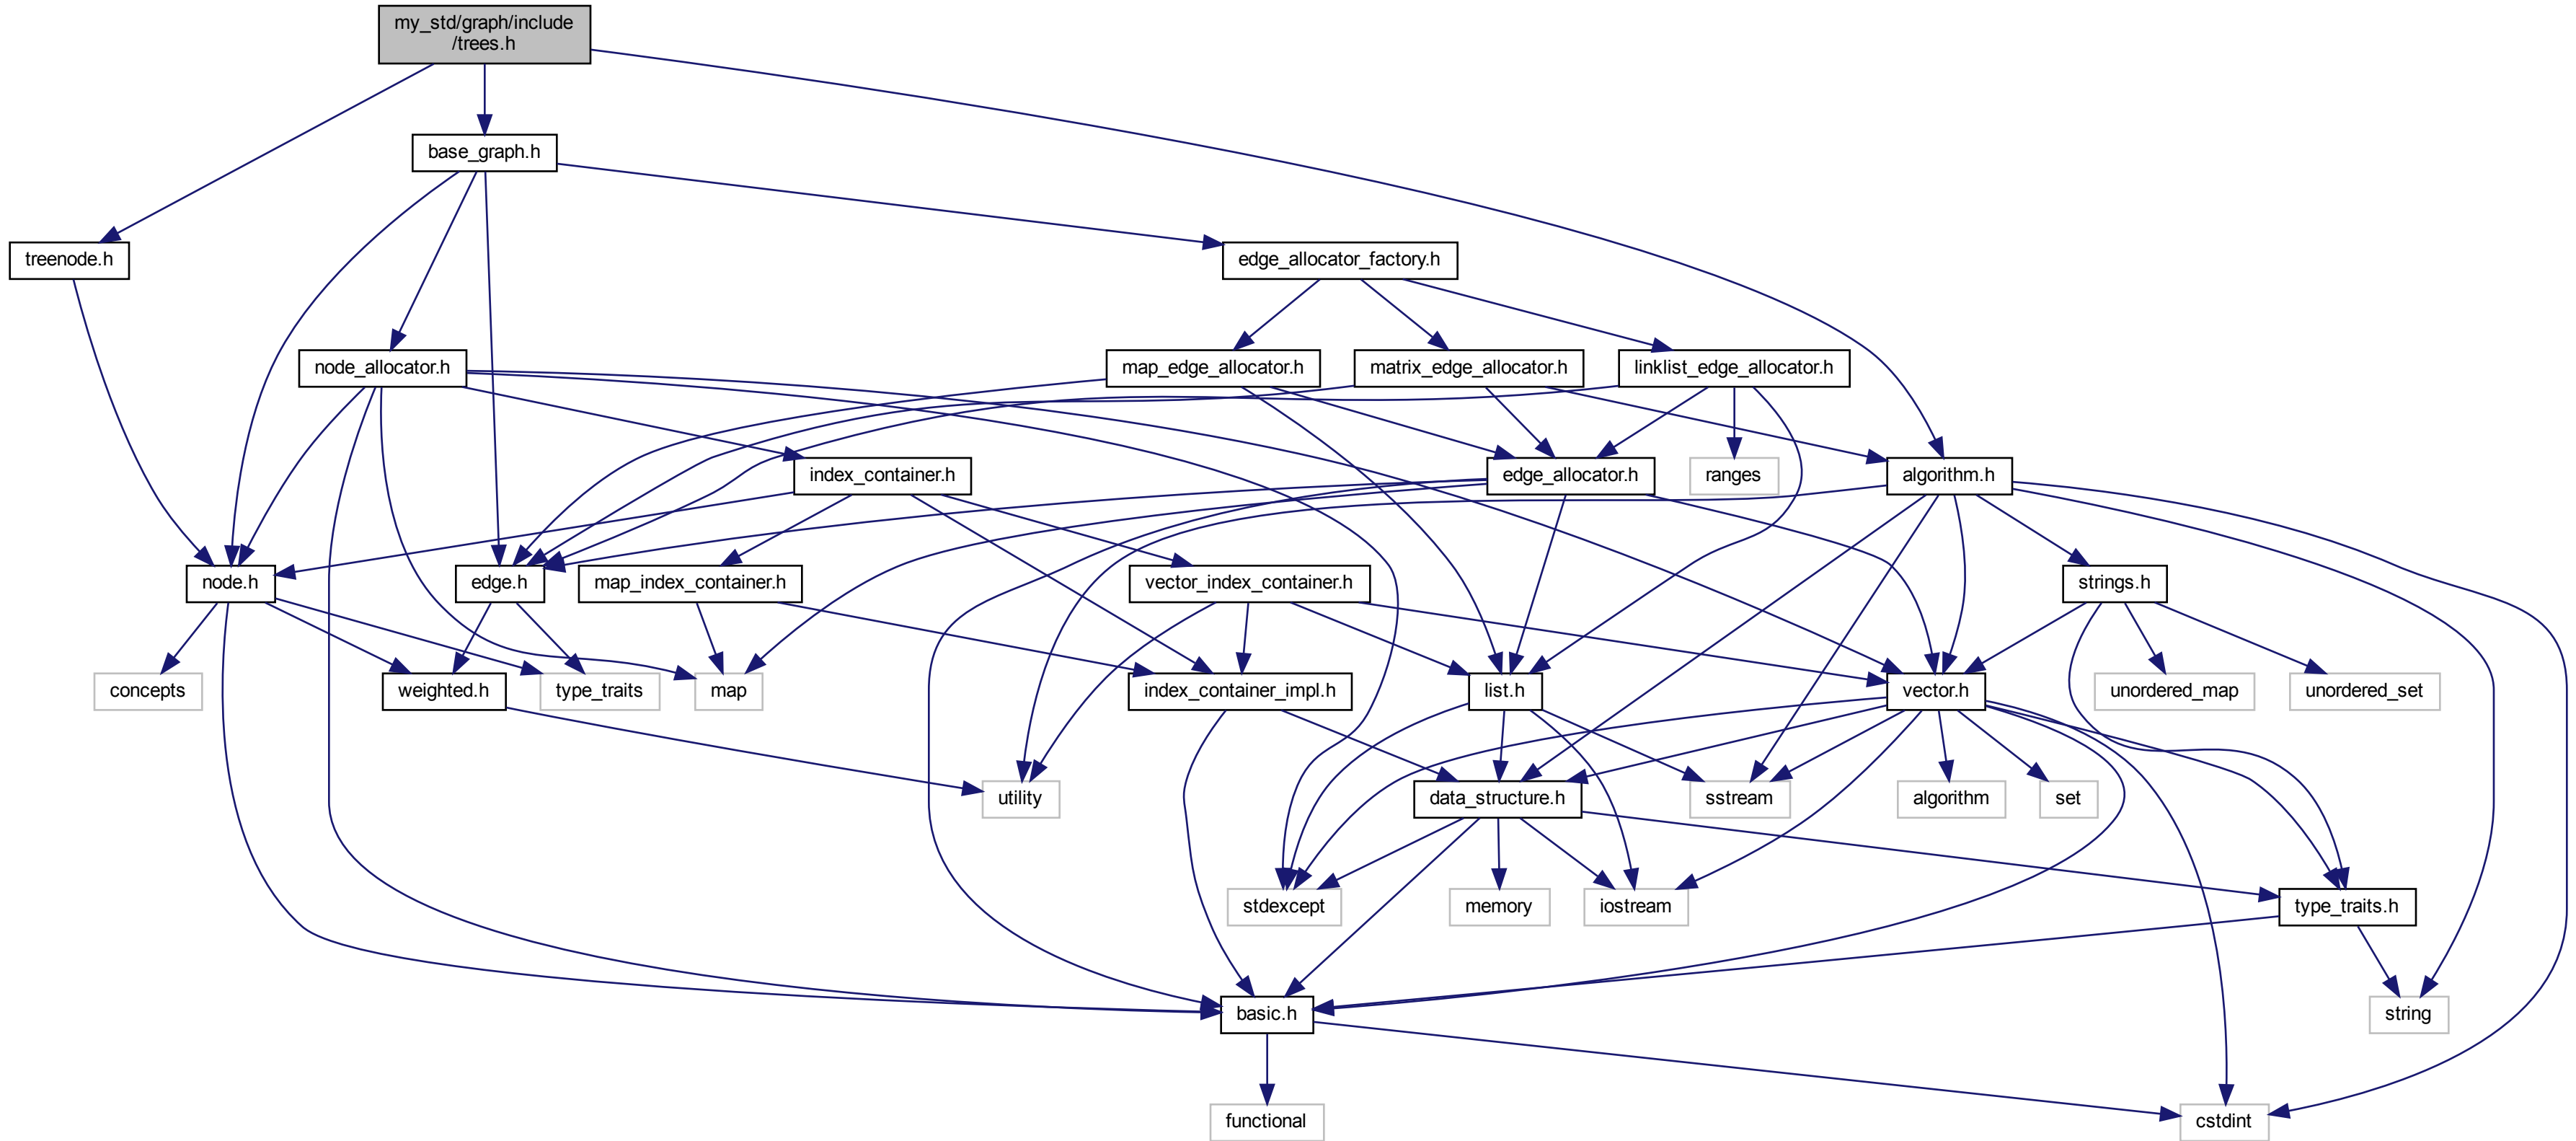 my_std/graph/include
/trees.h
base_graph.h
treenode.h
edge_allocator_factory.h
node_allocator.h
map_edge_allocator.h
matrix_edge_allocator.h
linklist_edge_allocator.h
index_container.h
edge_allocator.h
ranges
algorithm.h
node.h
edge.h
map_index_container.h
vector_index_container.h
strings.h
concepts
weighted.h
type_traits
map
index_container_impl.h
list.h
vector.h
unordered_map
unordered_set
utility
data_structure.h
sstream
algorithm
set
stdexcept
memory
iostream
type_traits.h
basic.h
string
functional
cstdint